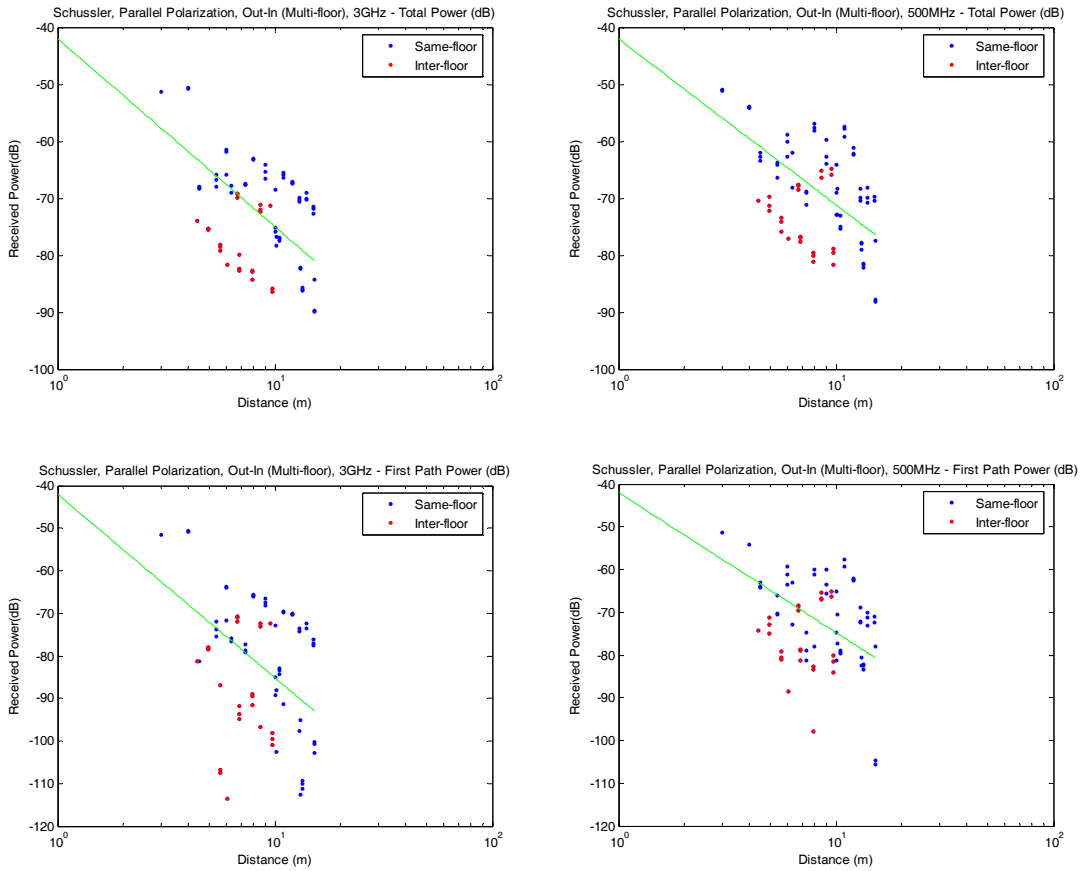 Schussler, Parallel Polarization, Out-In (Multi-floor), 3GHz - Total Power (dB)
-40
-50
-60
-70
-80
-90
-100
Received Power(dB)
10^0
10^1
10^2
Distance (m)
Same-floor
Inter-floor
Schussler, Parallel Polarization, Out-In (Multi-floor), 500MHz - Total Power (dB)
-40
-50
-60
-70
-80
-90
-100
Received Power(dB)
10^0
10^1
10^2
Distance (m)
Same-floor
Inter-floor
Schussler, Parallel Polarization, Out-In (Multi-floor), 3GHz - First Path Power (dB)
-40
-50
-60
-70
-80
-90
-100
-110
-120
Received Power(dB)
10^0
10^1
10^2
Distance (m)
Same-floor
Inter-floor
Schussler, Parallel Polarization, Out-In (Multi-floor), 500MHz - First Path Power (dB)
-40
-50
-60
-70
-80
-90
-100
-110
-120
Received Power(dB)
10^0
10^1
10^2
Distance (m)
Same-floor
Inter-floor